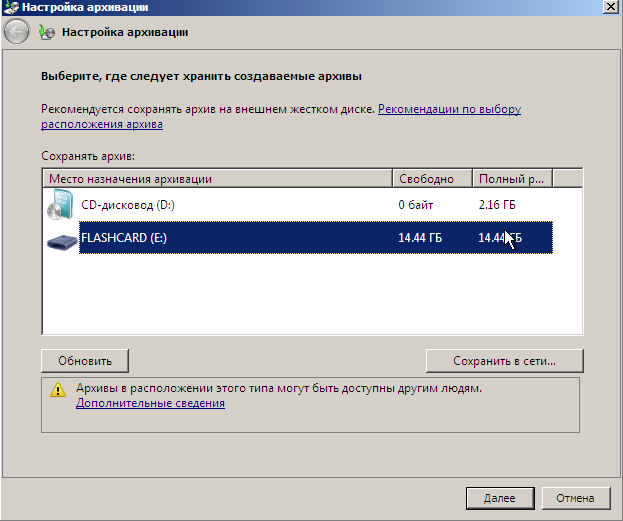 Настройка архивации
Настройка архивации
Выберите, где следует хранить создаваемые архивы
Рекомендуется сохранять архив на внешнем жестком диске. Рекомендации по выбору
расположения архива
Сохранять архив:
Место назначения архивации Свободно Полный р...
CD-дисковод (D:) 0 байт 2.16 ГБ
FLASHCARD (E:) 14.44 ГБ 14.44 ГБ
Обновить Сохранить в сети...
Архивы в расположении этого типа могут быть доступны другим людям.
Дополнительные сведения
Далее Отмена